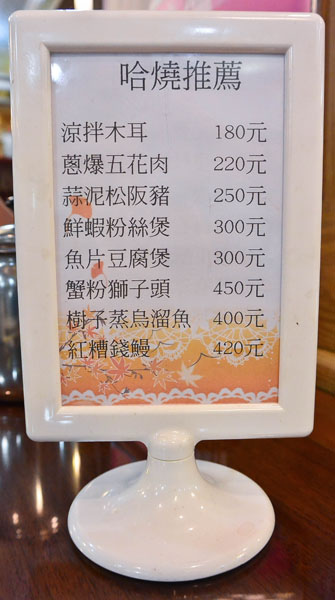 哈燒推薦
涼拌木耳 180元
蔥爆五花肉 220元
蒜泥松阪豬 250元
鮮蝦粉絲煲 300元
魚片豆腐煲 300元
蟹粉獅子頭 450元
樹下蒸烏溜魚 400元
紅糟錢鰻 420元